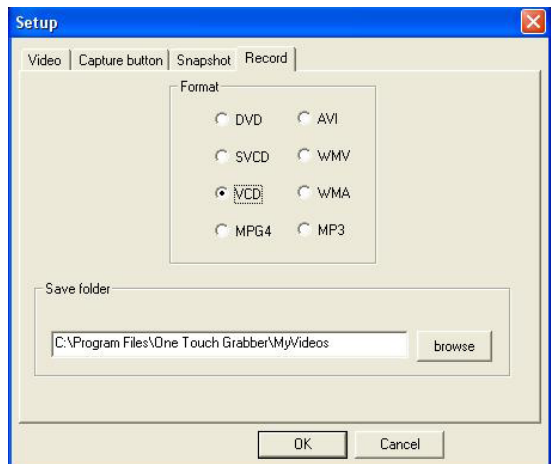 Setup
Video Capture button Snapshot Record
Format
DVD AVI
SVCD WMV
VCD WMA
MPG4 MP3
Save folder
C:\Program Files\One Touch Grabber\MyVideos browse
OK Cancel